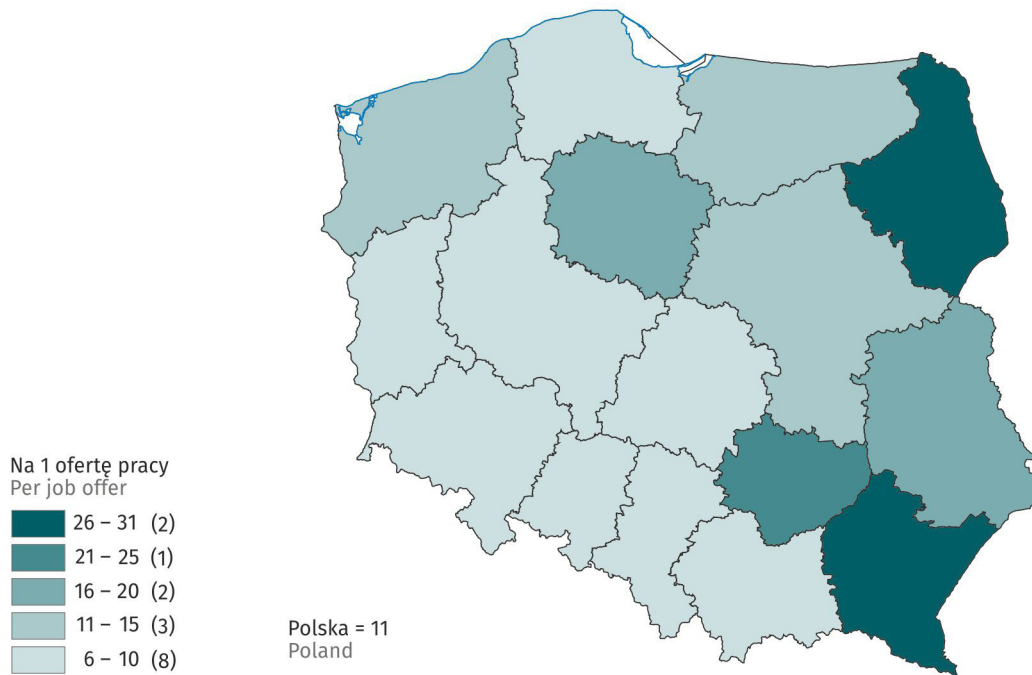 Na 1 ofertę pracy
Per job offer
26 – 31 (2)
21 – 25 (1)
16 – 20 (2)
11 – 15 (3)
6 – 10 (8)
Polska = 11
Poland